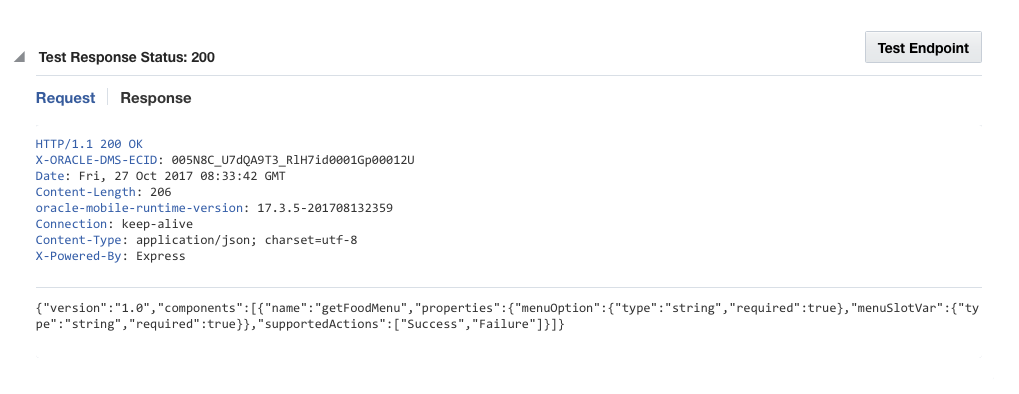 Test Endpoint
Test Response Status: 200
Request Response
HTTP/1.1 200 OK
X-ORACLE-DMS-ECID: 005N8C_U7dQA9T3_RlH7id0001Gp00012U
Date: Fri, 27 Oct 2017 08:33:42 GMT
Content-Length: 206
oracle-mobile-runtime-version: 17.3.5-201708132359
Connection: keep-alive
Content-Type: application/json; charset=utf-8
X-Powered-By: Express
{"version":"1.0","components":[{"name":"getFoodMenu","properties":{"menuOption":{"type":"string","required":true},"menuSlotVar":{"ty
pe":"string","required":true}},"supportedActions":["Success","Failure"]}]}